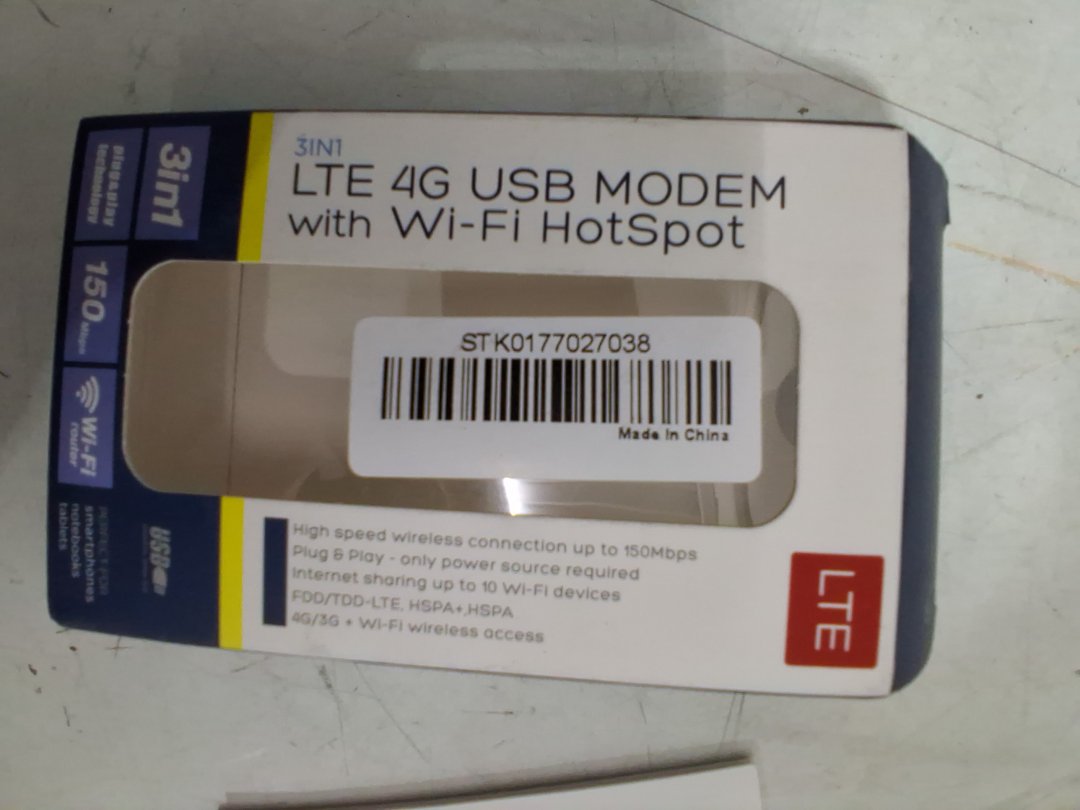 3IN1
LTE 4G USB MODEM
with Wi-Fi HotSpot
STK0177027038
Made In China
High speed wireless connection up to 150Mbps
Plug & Play - only power source required
Internet sharing up to 10 Wi-Fi devices
FDD/TDD-LTE, HSPA+,HSPA
4G/3G + Wi-Fi wireless access
LTE
3in1
plug&play
technology
150 Mbps
Wi-Fi
router
USB
PERFECT FOR
smartphones
notebooks
tablets